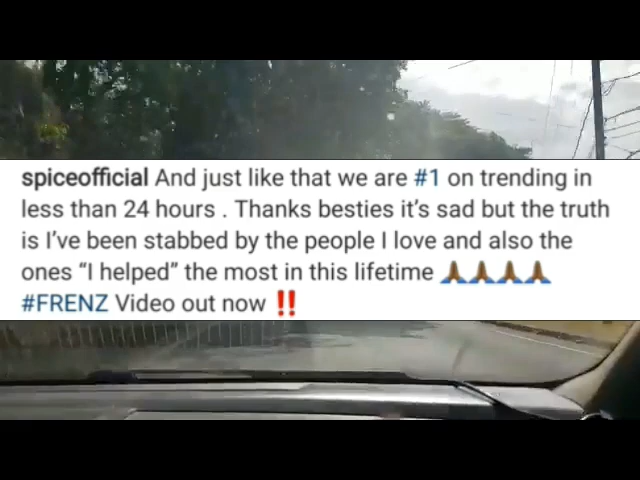 spiceofficial And just like that we are #1 on trending in
less than 24 hours . Thanks besties it’s sad but the truth
is I’ve been stabbed by the people I love and also the
ones “I helped” the most in this lifetime 🙏🏾🙏🏾🙏🏾🙏🏾
#FRENZ Video out now ‼️